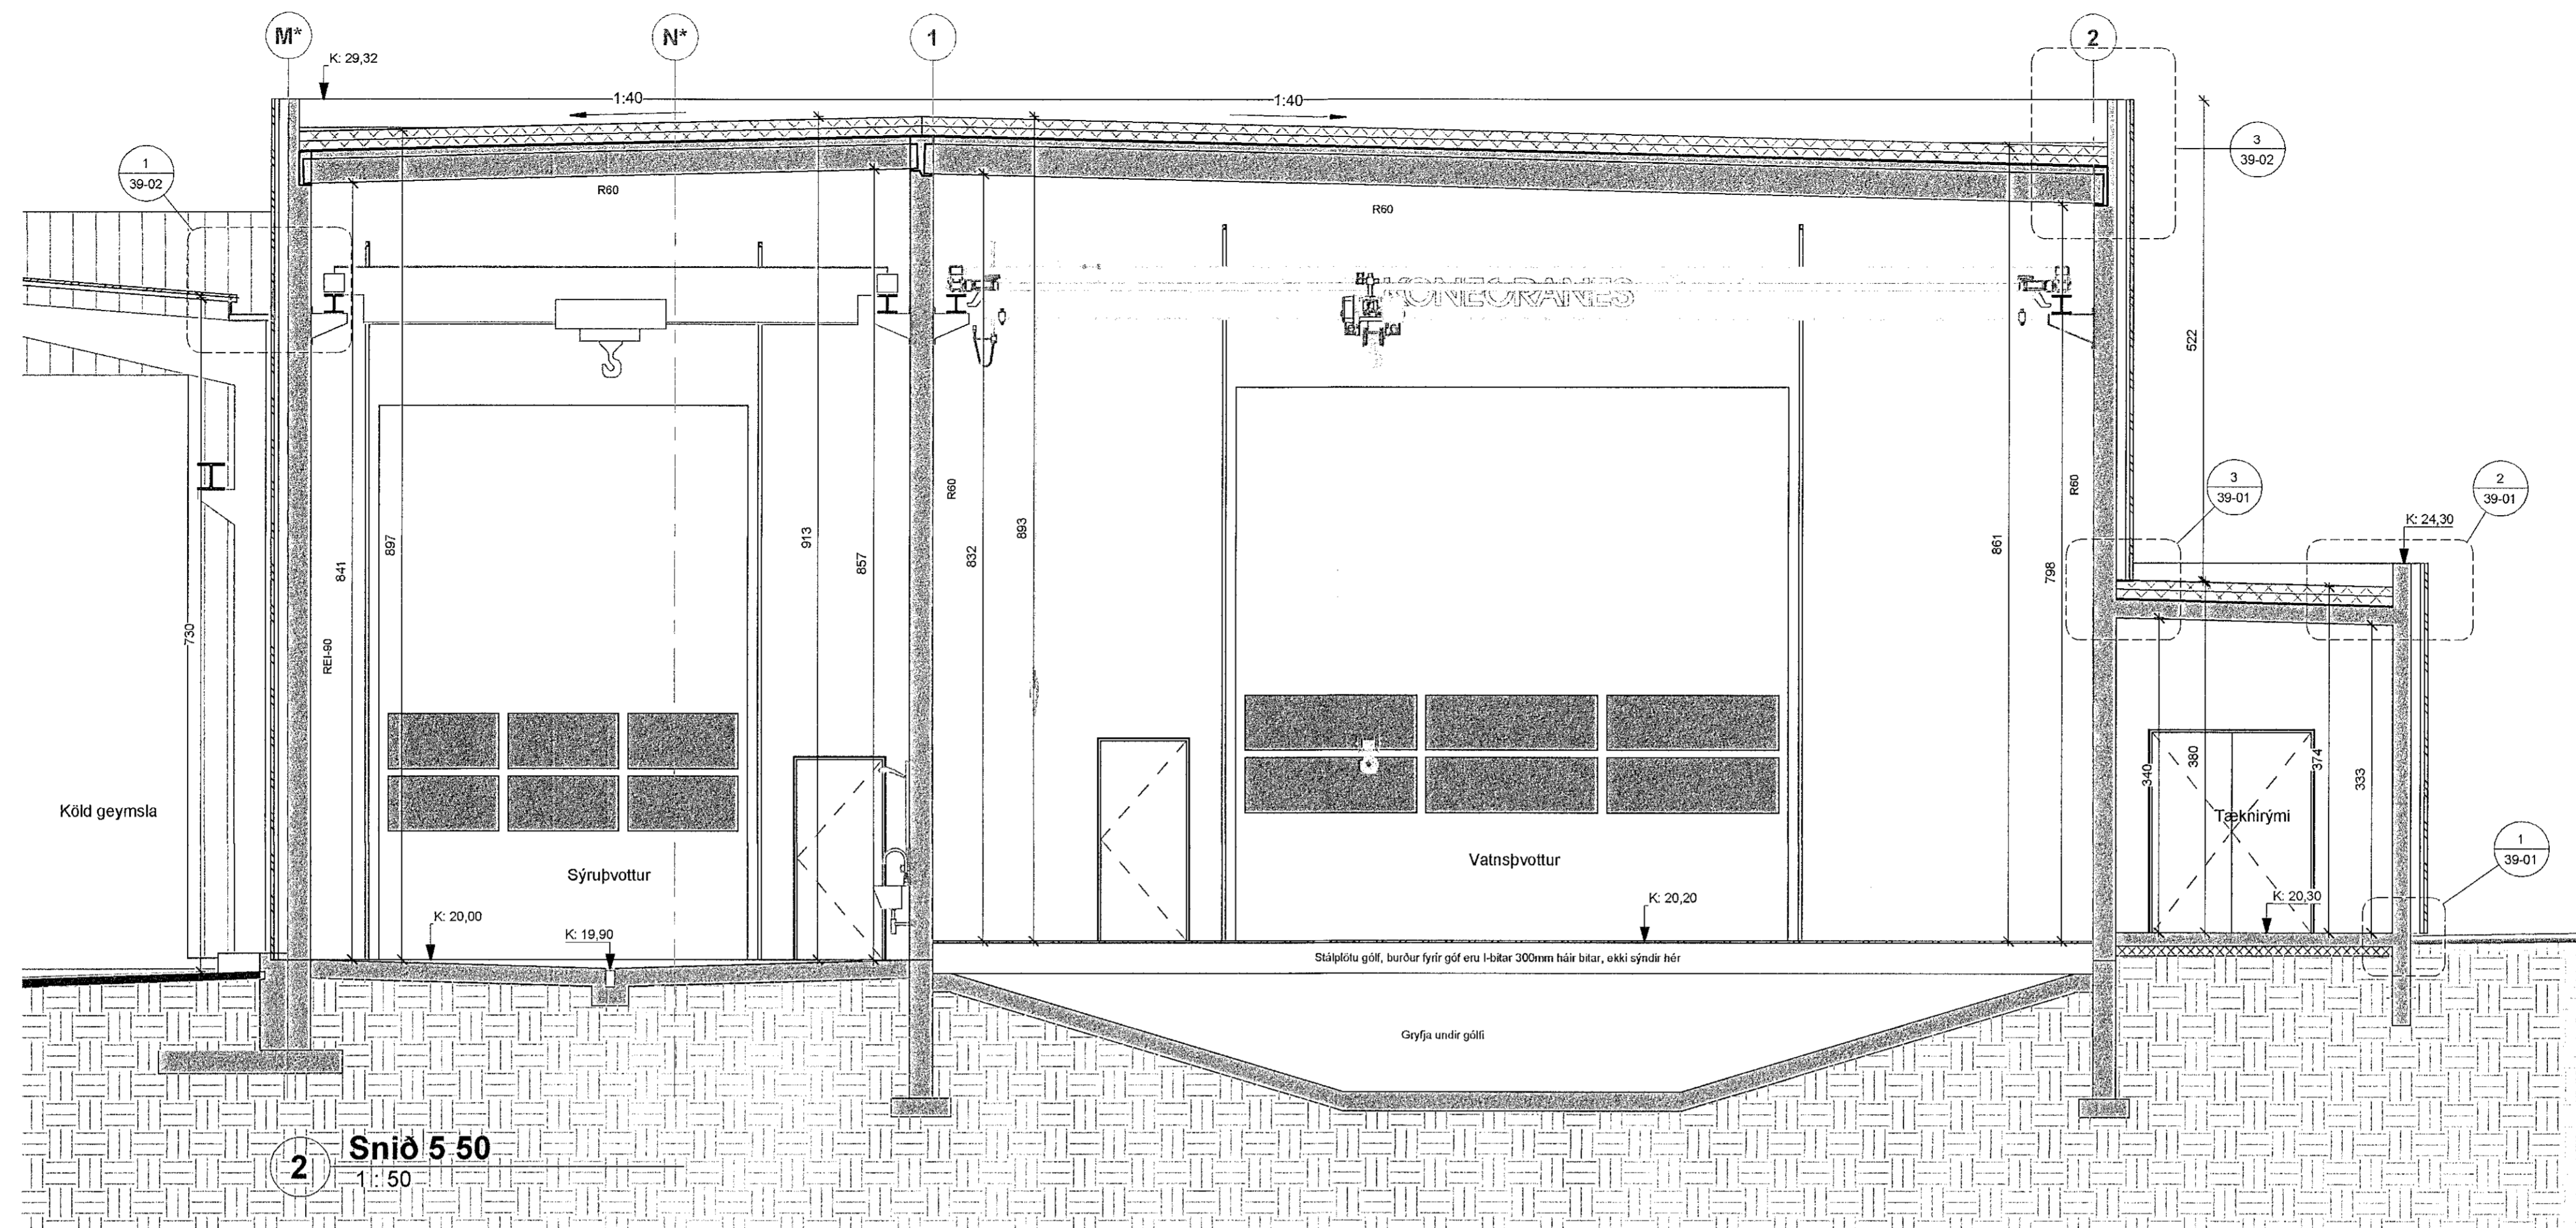 M*
N*
1
2
K: 29,32
1:40
1:40
1
39-02
3
39-02
R60
R60
KONECRANES
522
730
841
897
913
857
R60
832
893
861
798
R60
REI-90
3
39-01
2
39-01
K: 24,30
340
380
374
333
Köld geymsla
Sýruþvottur
Vatnsþvottur
Tæknirými
1
39-01
K: 20,00
K: 19,90
K: 20,20
K: 20,30
Stálplötu gólf, burður fyrir góf eru I-bitar 300mm háir bitar, ekki sýndir hér
Gryfja undir gólfi
2
Snið 5 50
1 : 50